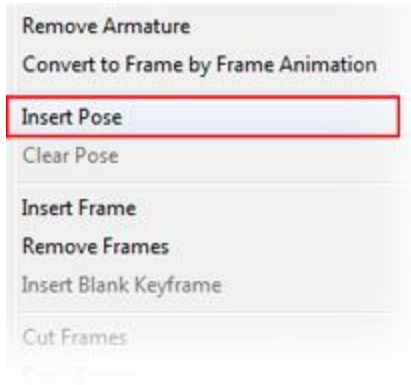 Remove Armature
Convert to Frame by Frame Animation
Insert Pose
Clear Pose
Insert Frame
Remove Frames
Insert Blank Keyframe
Cut Frames